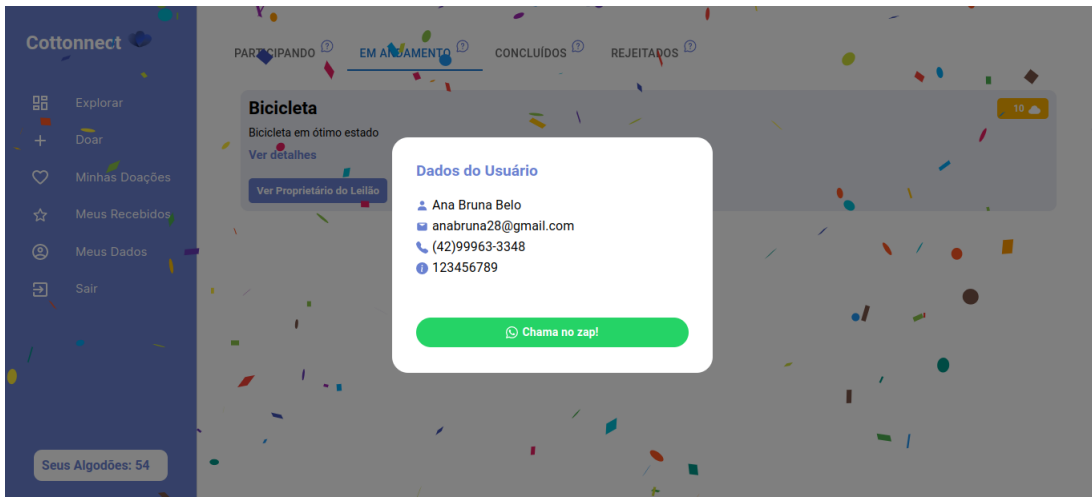 Cottonnect
Explorar
Doar
Minhas Doações
Meus Recebidos
Meus Dados
Sair
Seus Algodões: 54
PARTICIPANDO ?
EM ANDAMENTO ?
CONCLUÍDOS ?
REJEITADOS ?
Bicicleta
10
Bicicleta em ótimo estado
Ver detalhes
Ver Proprietário do Leilão
Dados do Usuário
Ana Bruna Belo
anabruna28@gmail.com
(42)99963-3348
123456789
Chama no zap!